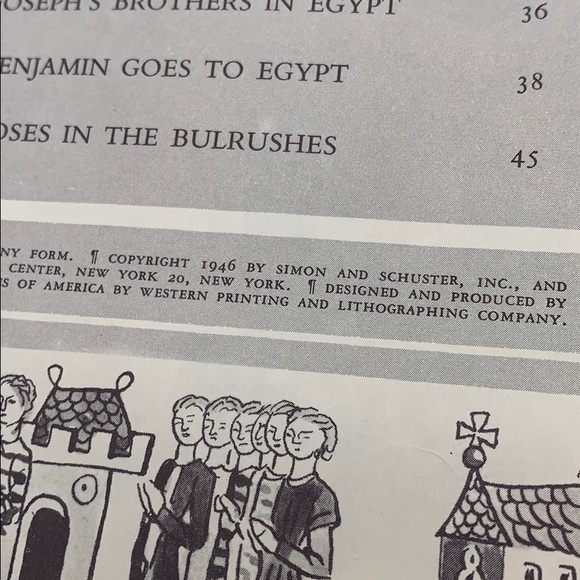 JOSEPH'S BROTHERS IN EGYPT 36
ENJAMIN GOES TO EGYPT 38
OSES IN THE BULRUSHES 45
NY FORM. ¶ COPYRIGHT 1946 BY SIMON AND SCHUSTER, INC., AND
CENTER, NEW YORK 20, NEW YORK. ¶ DESIGNED AND PRODUCED BY
S OF AMERICA BY WESTERN PRINTING AND LITHOGRAPHING COMPANY.